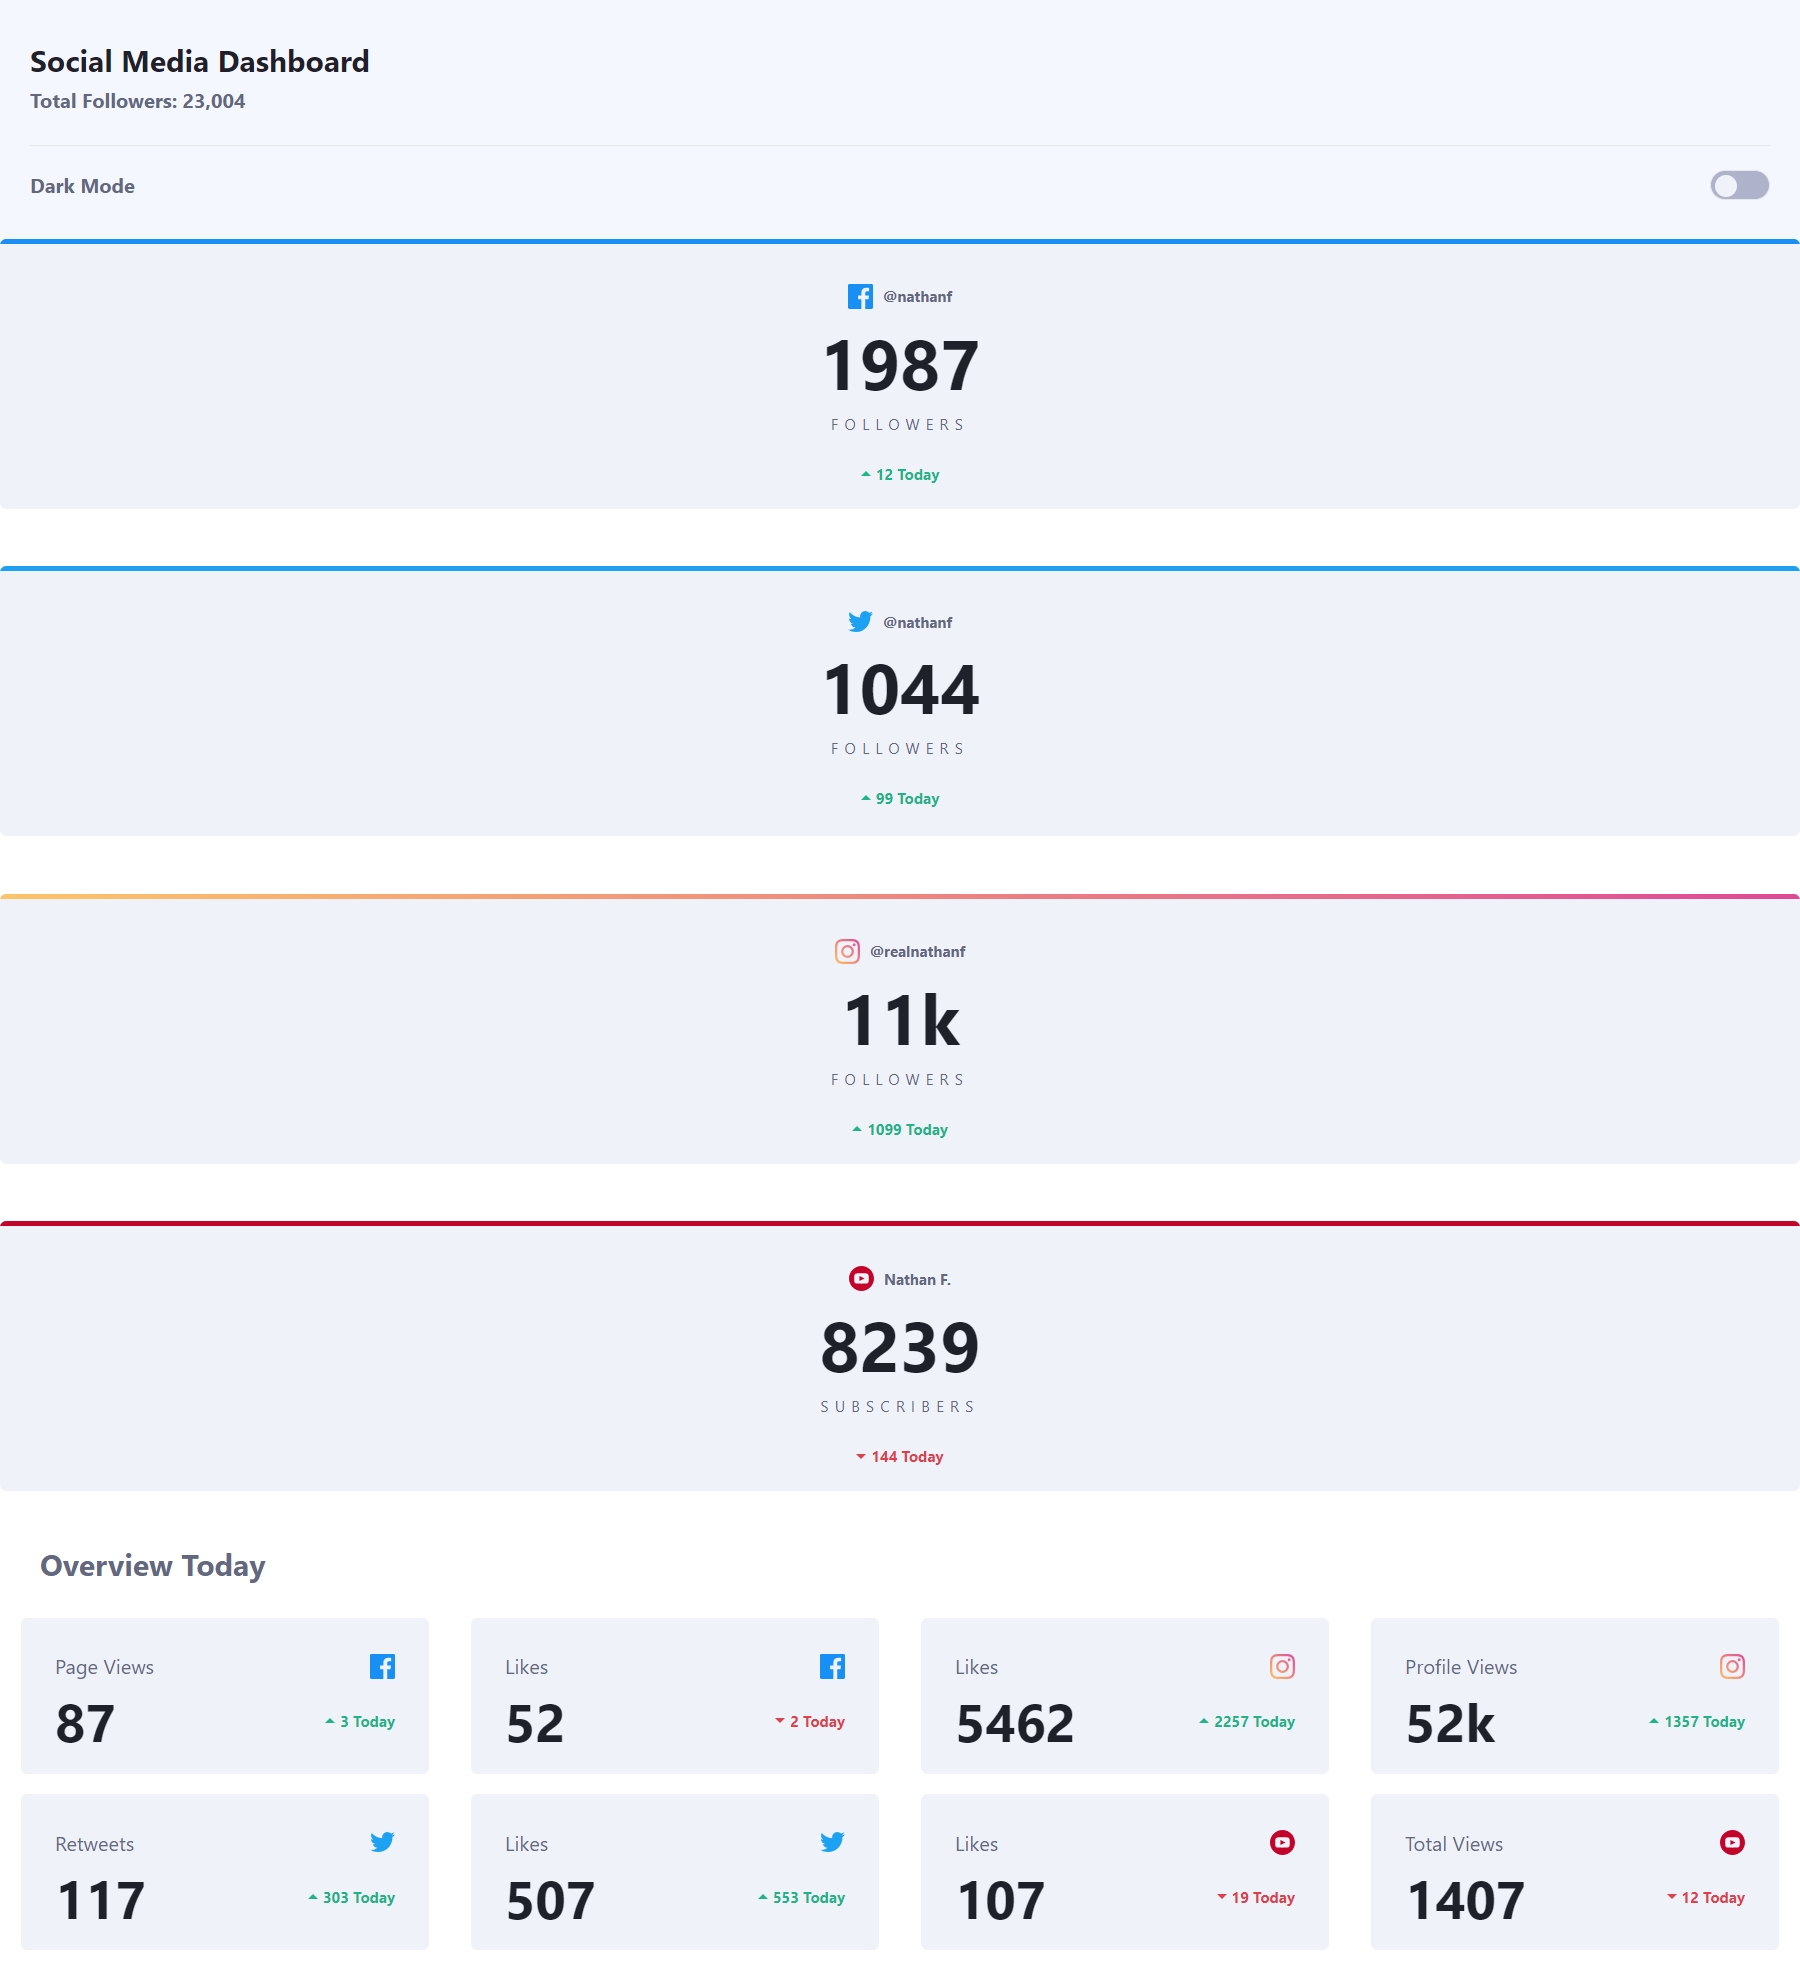 Social Media Dashboard
Total Followers: 23,004
Dark Mode
@nathanf
1987
FOLLOWERS
12 Today
@nathanf
1044
FOLLOWERS
99 Today
@realnathanf
11k
FOLLOWERS
1099 Today
Nathan F.
8239
SUBSCRIBERS
144 Today
Overview Today
Page Views
87
3 Today
Likes
52
2 Today
Likes
5462
2257 Today
Profile Views
52k
1357 Today
Retweets
117
303 Today
Likes
507
553 Today
Likes
107
19 Today
Total Views
1407
12 Today